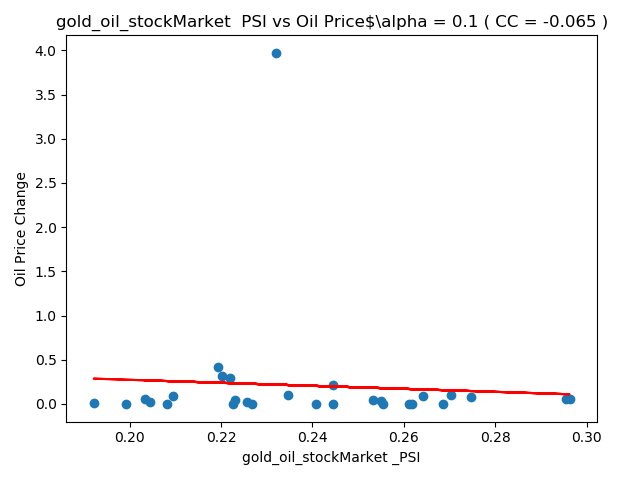 gold_oil_stockMarket  PSI vs Oil Price$\alpha = 0.1 ( CC = -0.065 )
4.0
3.5
3.0
2.5
2.0
1.5
1.0
0.5
0.0
Oil Price Change
0.20 0.22 0.24 0.26 0.28 0.30
gold_oil_stockMarket _PSI